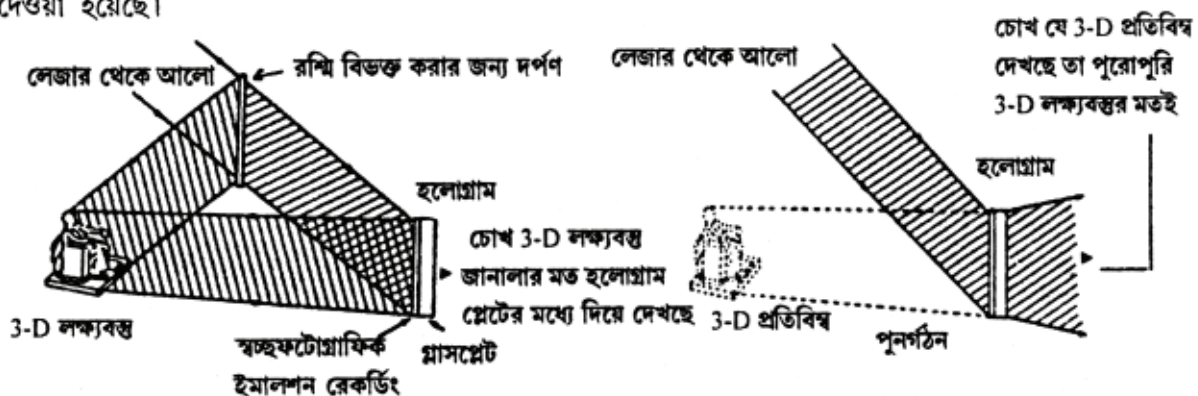 দেওয়া হয়েছে।
লেজার থেকে আলো
রশ্মি বিভক্ত করার জন্য দর্পণ
হলোগ্রাম
চোখ 3-D লক্ষ্যবস্তু
জানালার মত হলোগ্রাম
প্লেটের মধ্যে দিয়ে দেখছে
3-D লক্ষ্যবস্তু
স্বচ্ছফটোগ্রাফিক
ইমালশন রেকর্ডিং
গ্লাসপ্লেট
লেজার থেকে আলো
চোখ যে 3-D প্রতিবিম্ব
দেখছে তা পুরোপুরি
3-D লক্ষ্যবস্তুর মতই
হলোগ্রাম
3-D প্রতিবিম্ব
পুনর্গঠন